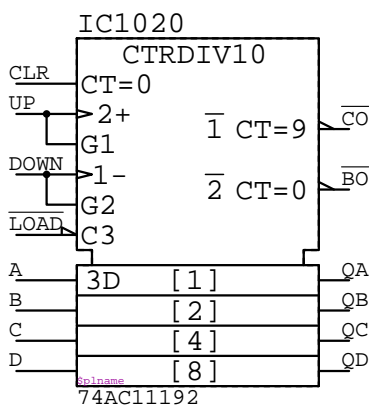 IC1020
CTRDIV10
CLR CT=0
UP 2+ 1 CT=9 CO
G1
DOWN 1- 2 CT=0 BO
G2
LOAD C3
A 3D [1] QA
B [2] QB
C [4] QC
D [8] QD
$plname
74AC11192